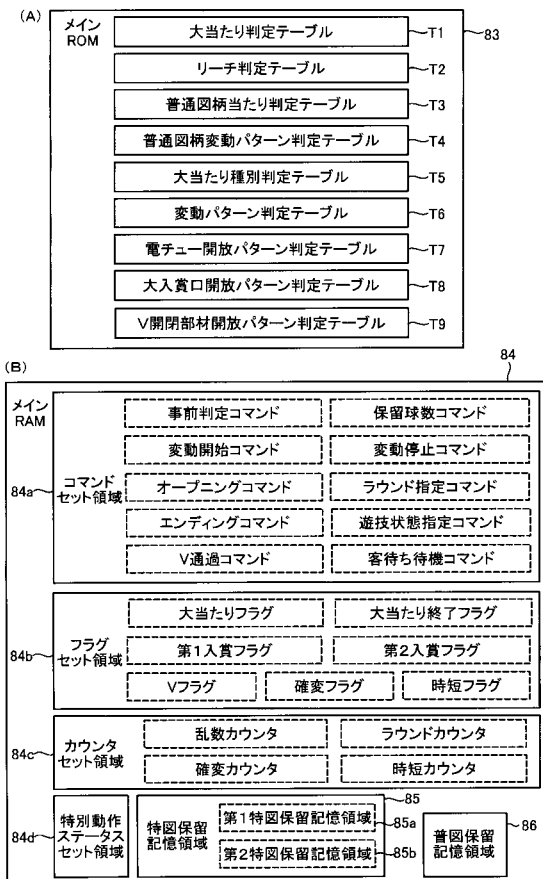 (A)
メイン
ROM
83
大当たり判定テーブル
T1
リーチ判定テーブル
T2
普通図柄当たり判定テーブル
T3
普通図柄変動パターン判定テーブル
T4
大当たり種別判定テーブル
T5
変動パターン判定テーブル
T6
電チュー開放パターン判定テーブル
T7
大入賞口開放パターン判定テーブル
T8
V開閉部材開放パターン判定テーブル
T9
(B)
84
メイン
RAM
84a
コマンド
セット領域
事前判定コマンド
保留球数コマンド
変動開始コマンド
変動停止コマンド
オープニングコマンド
ラウンド指定コマンド
エンディングコマンド
遊技状態指定コマンド
V通過コマンド
客待ち待機コマンド
84b
フラグ
セット領域
大当たりフラグ
大当たり終了フラグ
第1入賞フラグ
第2入賞フラグ
Vフラグ
確変フラグ
時短フラグ
84c
カウンタ
セット領域
乱数カウンタ
ラウンドカウンタ
確変カウンタ
時短カウンタ
84d
特別動作
ステータス
セット領域
85
特図保留
記憶領域
第1特図保留記憶領域
85a
第2特図保留記憶領域
85b
86
普図保留
記憶領域